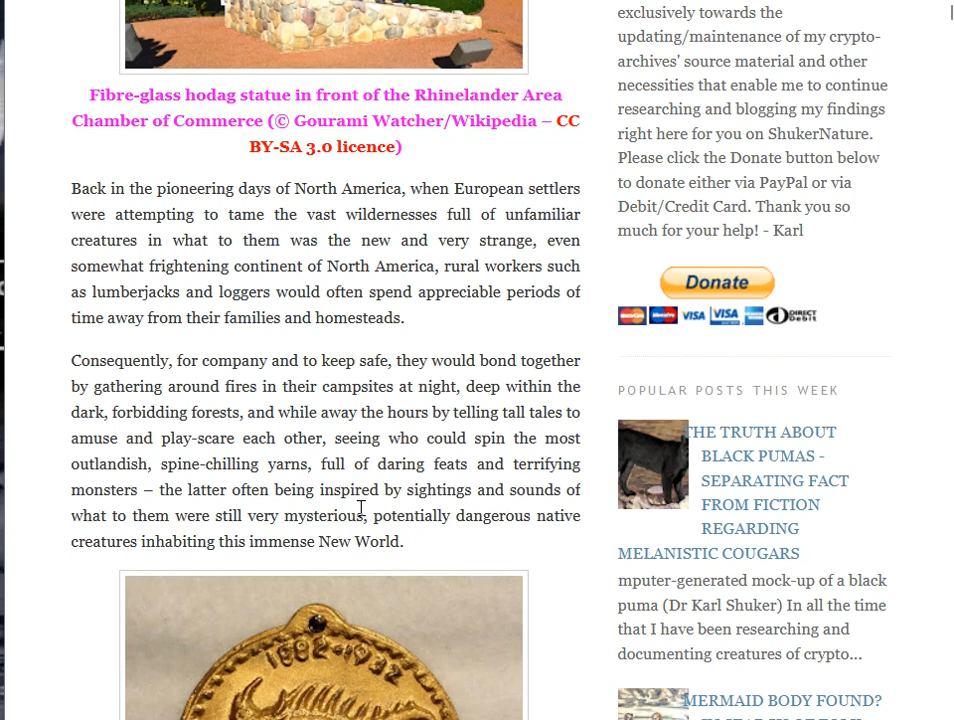 Fibre-glass hodag statue in front of the Rhinelander Area
Chamber of Commerce (© Gourami Watcher/Wikipedia – CC
BY-SA 3.0 licence)
Back in the pioneering days of North America, when European settlers
were attempting to tame the vast wildernesses full of unfamiliar
creatures in what to them was the new and very strange, even
somewhat frightening continent of North America, rural workers such
as lumberjacks and loggers would often spend appreciable periods of
time away from their families and homesteads.
Consequently, for company and to keep safe, they would bond together
by gathering around fires in their campsites at night, deep within the
dark, forbidding forests, and while away the hours by telling tall tales to
amuse and play-scare each other, seeing who could spin the most
outlandish, spine-chilling yarns, full of daring feats and terrifying
monsters – the latter often being inspired by sightings and sounds of
what to them were still very mysterious, potentially dangerous native
creatures inhabiting this immense New World.
1882-1932
exclusively towards the
updating/maintenance of my crypto-
archives' source material and other
necessities that enable me to continue
researching and blogging my findings
right here for you on ShukerNature.
Please click the Donate button below
to donate either via PayPal or via
Debit/Credit Card. Thank you so
much for your help! - Karl
Donate
VISA VISA DIRECT Debit
POPULAR POSTS THIS WEEK
THE TRUTH ABOUT
BLACK PUMAS -
SEPARATING FACT
FROM FICTION
REGARDING
MELANISTIC COUGARS
mputer-generated mock-up of a black
puma (Dr Karl Shuker) In all the time
that I have been researching and
documenting creatures of crypto...
MERMAID BODY FOUND?